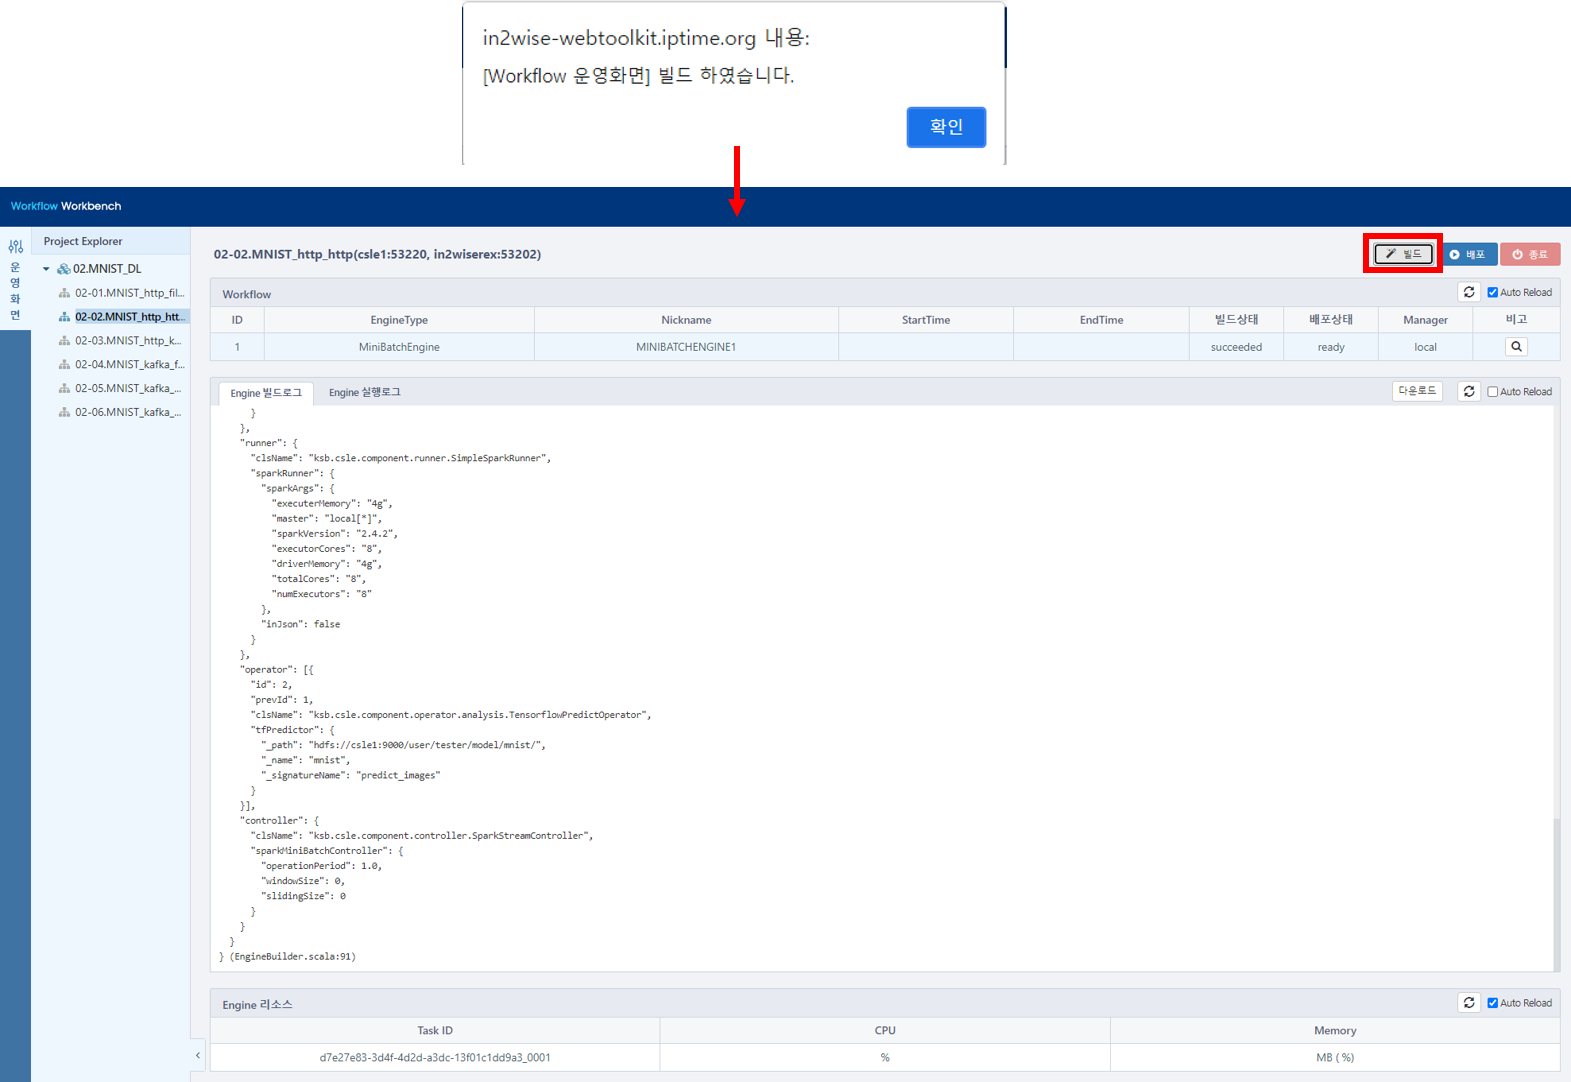 in2wise-webtoolkit.iptime.org 내용:
[Workflow 운영화면] 빌드 하였습니다.
확인
Workflow Workbench
운영화면
Project Explorer
02.MNIST_DL
02-01.MNIST_http_fil...
02-02.MNIST_http_htt...
02-03.MNIST_http_k...
02-04.MNIST_kafka_f...
02-05.MNIST_kafka_...
02-06.MNIST_kafka_...
02-02.MNIST_http_http(csle1:53220, in2wiserex:53202)
빌드 배포 종료
Workflow Auto Reload
ID EngineType Nickname StartTime EndTime 빌드상태 배포상태 Manager 비고
1 MiniBatchEngine MINIBATCHENGINE1 succeeded ready local
Engine 빌드로그 Engine 실행로그 다운로드 Auto Reload
}
},
"runner": {
"clsName": "ksb.csle.component.runner.SimpleSparkRunner",
"sparkRunner": {
"sparkArgs": {
"executerMemory": "4g",
"master": "local[*]",
"sparkVersion": "2.4.2",
"executorCores": "8",
"driverMemory": "4g",
"totalCores": "8",
"numExecutors": "8"
},
"inJson": false
}
},
"operator": [{
"id": 2,
"prevId": 1,
"clsName": "ksb.csle.component.operator.analysis.TensorflowPredictOperator",
"tfPredictor": {
"_path": "hdfs://csle1:9000/user/tester/model/mnist/",
"_name": "mnist",
"_signatureName": "predict_images"
}
}],
"controller": {
"clsName": "ksb.csle.component.controller.SparkStreamController",
"sparkMiniBatchController": {
"operationPeriod": 1.0,
"windowSize": 0,
"slidingSize": 0
}
}
}
} (EngineBuilder.scala:91)
Engine 리소스 Auto Reload
Task ID CPU Memory
d7e27e83-3d4f-4d2d-a3dc-13f01c1dd9a3_0001 % MB ( %)